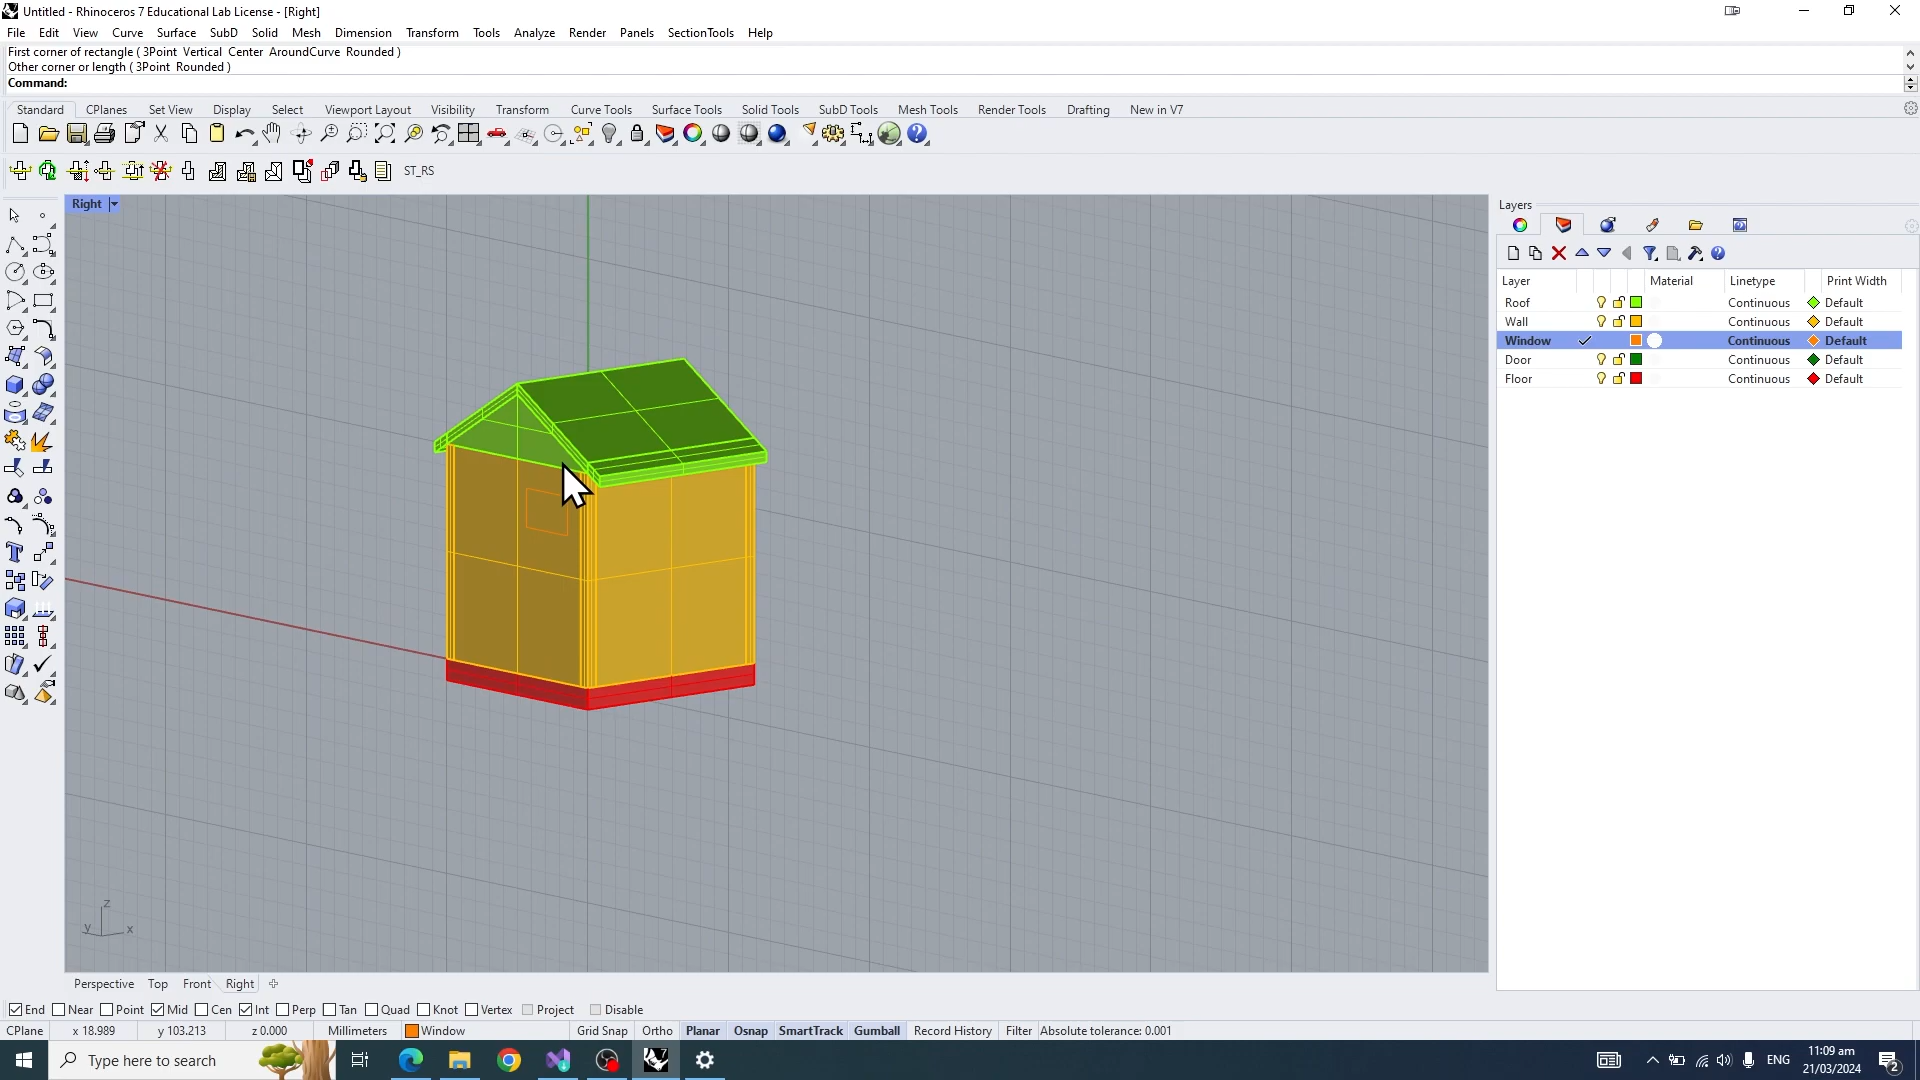 Untitled - Rhinoceros 7 Educational Lab License - [Right]
File Edit View Curve Surface SubD Solid Mesh Dimension Transform Tools Analyze Render Panels SectionTools Help
First corner of rectangle ( 3Point Vertical Center AroundCurve Rounded )
Other corner or length ( 3Point Rounded )
Command:
Standard CPlanes Set View Display Select Viewport Layout Visibility Transform Curve Tools Surface Tools Solid Tools SubD Tools Mesh Tools Render Tools Drafting New in V7
ST_RS
Right
Layers
Layer Material Linetype Print Width
Roof Continuous Default
Wall Continuous Default
Window Continuous Default
Door Continuous Default
Floor Continuous Default
z
y x
Perspective Top Front Right
End Near Point Mid Cen Int Perp Tan Quad Knot Vertex Project Disable
CPlane x 18.989 y 103.213 z 0.000 Millimeters Window Grid Snap Ortho Planar Osnap SmartTrack Gumball Record History Filter Absolute tolerance: 0.001
Type here to search
ENG
11:09 am
21/03/2024
2